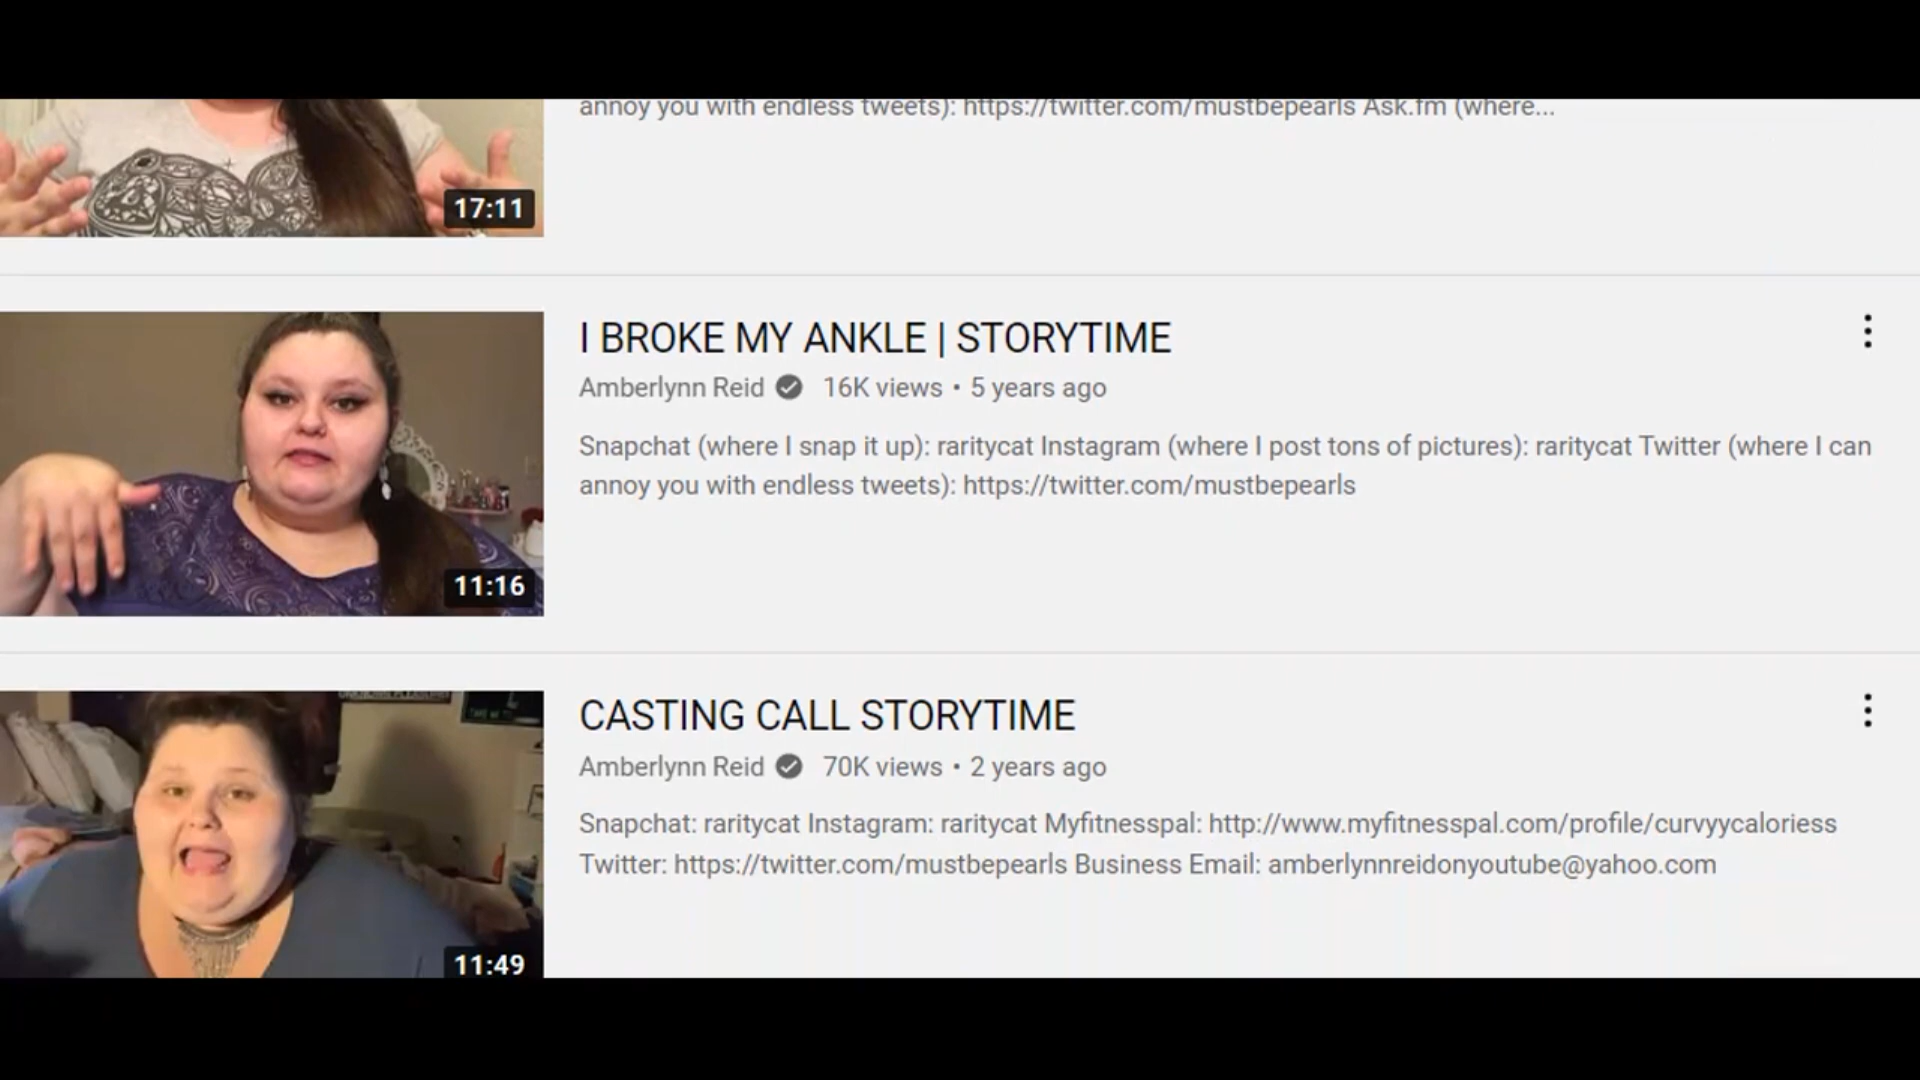 annoy you with endless tweets): https://twitter.com/mustbepearls Ask.fm (where...
17:11
I BROKE MY ANKLE | STORYTIME
Amberlynn Reid 16K views • 5 years ago
Snapchat (where I snap it up): raritycat Instagram (where I post tons of pictures): raritycat Twitter (where I can
annoy you with endless tweets): https://twitter.com/mustbepearls
11:16
CASTING CALL STORYTIME
Amberlynn Reid 70K views • 2 years ago
Snapchat: raritycat Instagram: raritycat Myfitnesspal: http://www.myfitnesspal.com/profile/curvyycaloriess
Twitter: https://twitter.com/mustbepearls Business Email: amberlynnreidonyoutube@yahoo.com
11:49